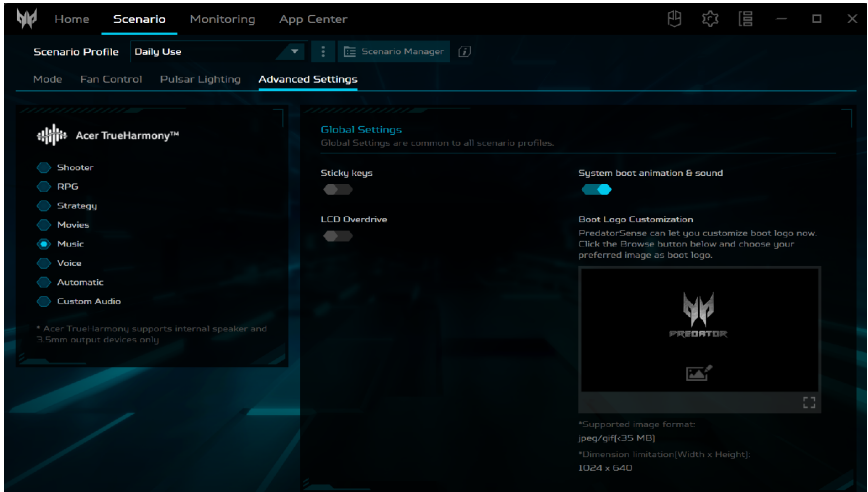 Home Scenario Monitoring App Center
Scenario Profile Daily Use Scenario Manager
Mode Fan Control Pulsar Lighting Advanced Settings
Acer TrueHarmony™
Shooter
RPG
Strategy
Movies
Music
Voice
Automatic
Custom Audio
* Acer TrueHarmony supports internal speaker and
3.5mm output devices only
Global Settings
Global Settings are common to all scenario profiles.
Sticky keys
LCD Overdrive
System boot animation & sound
Boot Logo Customization
PredatorSense can let you customize boot logo now.
Click the Browse button below and choose your
preferred image as boot logo.
PREDATOR
*Supported image format:
jpeg/gif(<35 MB)
*Dimension limitation(Width x Height):
1024 x 640